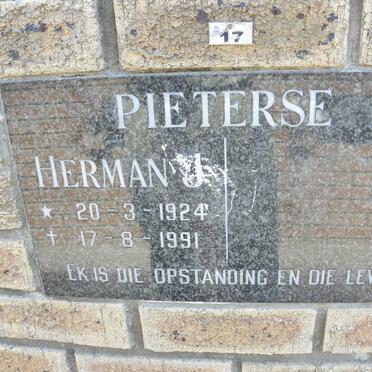 17
PIETERSE
HERMAN J
* 20-3-1924
† 17-8-1991
EK IS DIE OPSTANDING EN DIE LEW